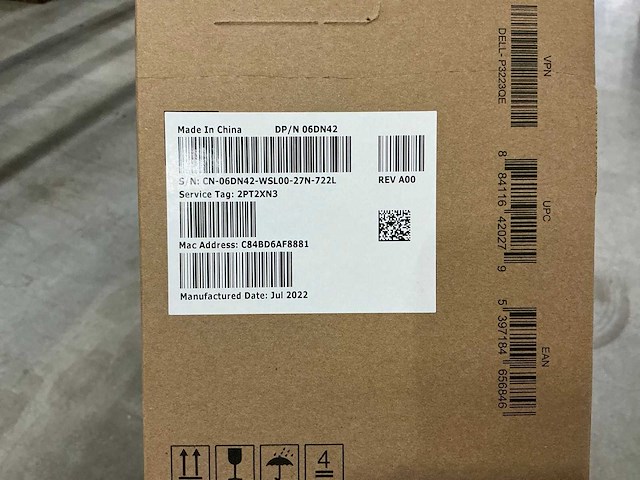 Made In China DP/N 06DN42
S/N: CN-06DN42-WSL00-27N-722L REV A00
Service Tag: 2PT2XN3
Mac Address: C84BD6AF8881
Manufactured Date: Jul 2022
VPN
DELL- P3223QE
UPC
8 84116 42027 9
EAN
5 397184 656846
4